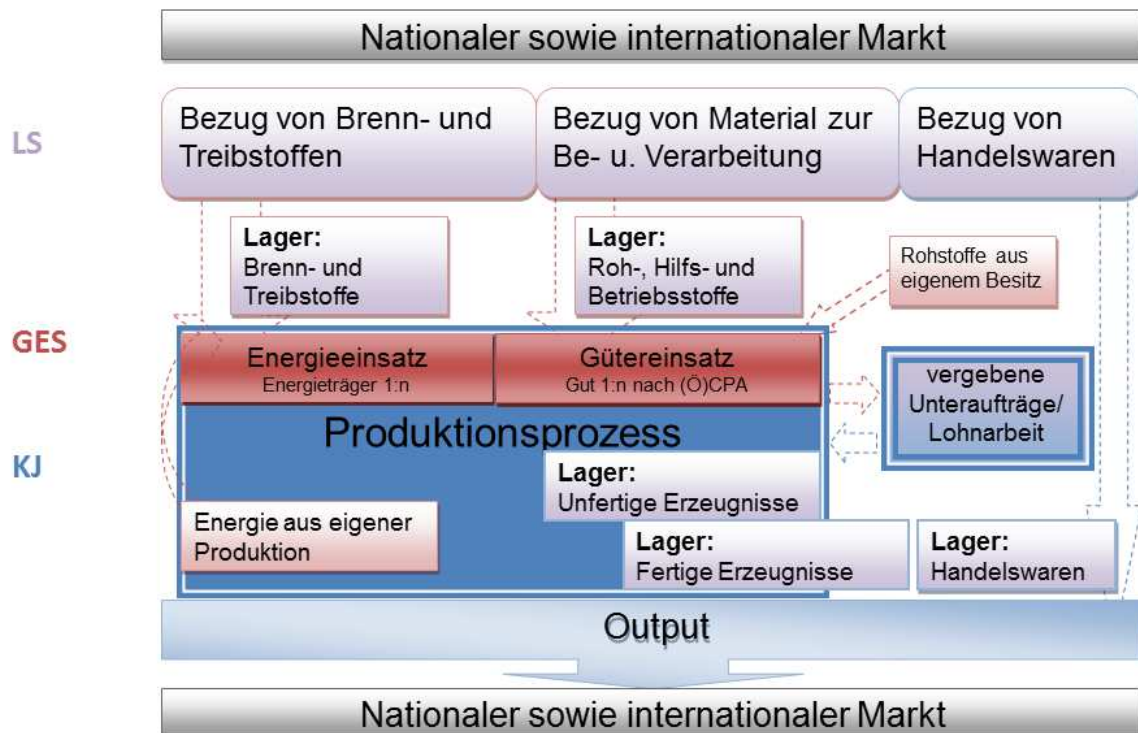 Nationaler sowie internationaler Markt
LS
Bezug von Brenn- und
Treibstoffen
Bezug von Material zur
Be- u. Verarbeitung
Bezug von
Handelswaren
Lager:
Brenn- und
Treibstoffe
Lager:
Roh-, Hilfs- und
Betriebsstoffe
Rohstoffe aus
eigenem Besitz
GES
Energieeinsatz
Energieträger 1:n
Gütereinsatz
Gut 1:n nach (Ö)CPA
vergebene
Unteraufträge/
Lohnarbeit
Produktionsprozess
KJ
Lager:
Unfertige Erzeugnisse
Energie aus eigener
Produktion
Lager:
Fertige Erzeugnisse
Lager:
Handelswaren
Output
Nationaler sowie internationaler Markt